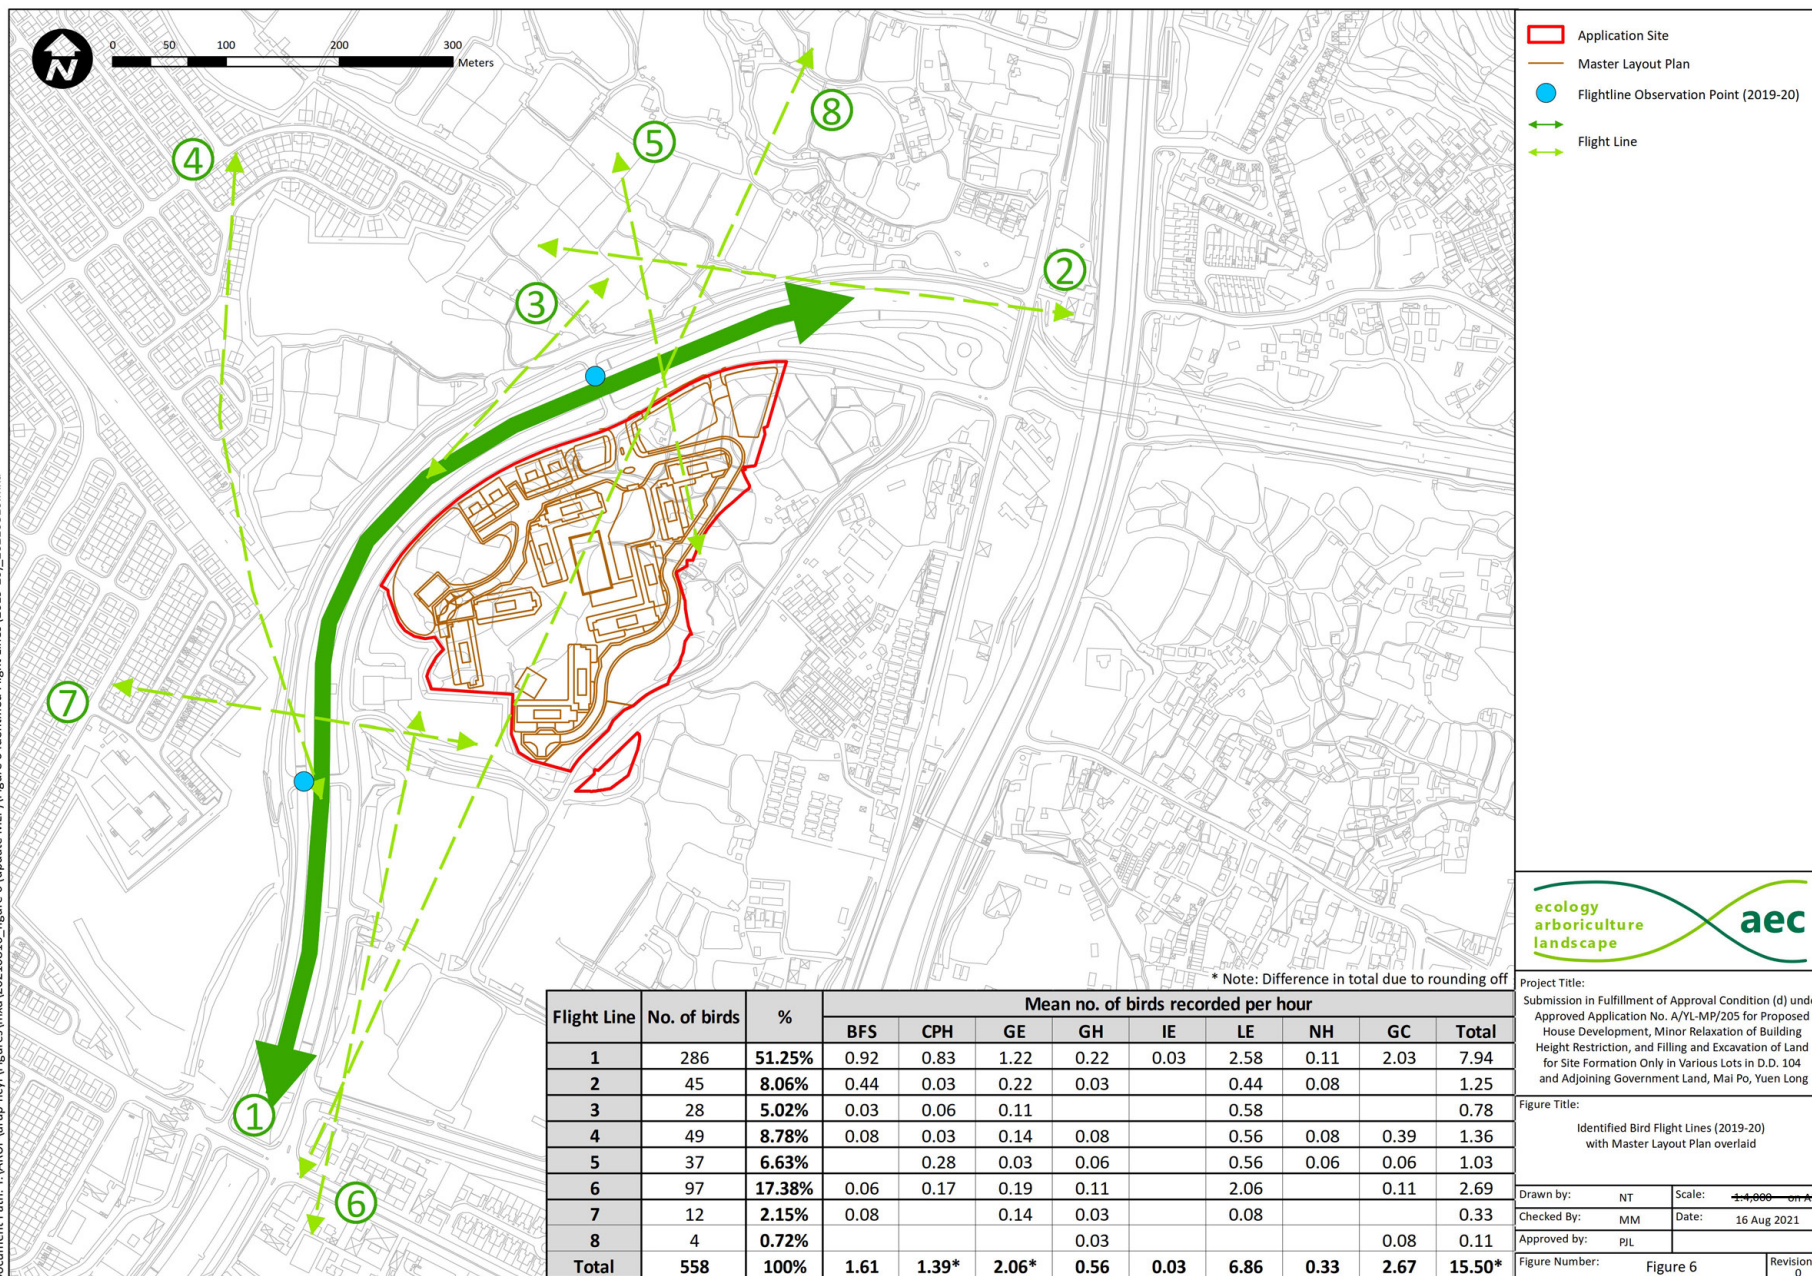 N
0 50 100 200 300
Meters
8
5
4
2
3
7
1
6
Application Site
Master Layout Plan
Flightline Observation Point (2019-20)
Flight Line
* Note: Difference in total due to rounding off
Flight Line No. of birds % Mean no. of birds recorded per hour
BFS CPH GE GH IE LE NH GC Total
1 286 51.25% 0.92 0.83 1.22 0.22 0.03 2.58 0.11 2.03 7.94
2 45 8.06% 0.44 0.03 0.22 0.03 0.44 0.08 1.25
3 28 5.02% 0.03 0.06 0.11 0.58 0.78
4 49 8.78% 0.08 0.03 0.14 0.08 0.56 0.08 0.39 1.36
5 37 6.63% 0.28 0.03 0.06 0.56 0.06 0.06 1.03
6 97 17.38% 0.06 0.17 0.19 0.11 2.06 0.11 2.69
7 12 2.15% 0.08 0.14 0.03 0.08 0.33
8 4 0.72% 0.03 0.08 0.11
Total 558 100% 1.61 1.39* 2.06* 0.56 0.03 6.86 0.33 2.67 15.50*
ecology
arboriculture
landscape
aec
Project Title:
Submission in Fulfillment of Approval Condition (d) unde
Approved Application No. A/YL-MP/205 for Proposed
House Development, Minor Relaxation of Building
Height Restriction, and Filling and Excavation of Land
for Site Formation Only in Various Lots in D.D. 104
and Adjoining Government Land, Mai Po, Yuen Long
Figure Title:
Identified Bird Flight Lines (2019-20)
with Master Layout Plan overlaid
Drawn by: NT Scale: 1:4,000 on A
Checked By: MM Date: 16 Aug 2021
Approved by: PJL
Figure Number: Figure 6 Revision
0